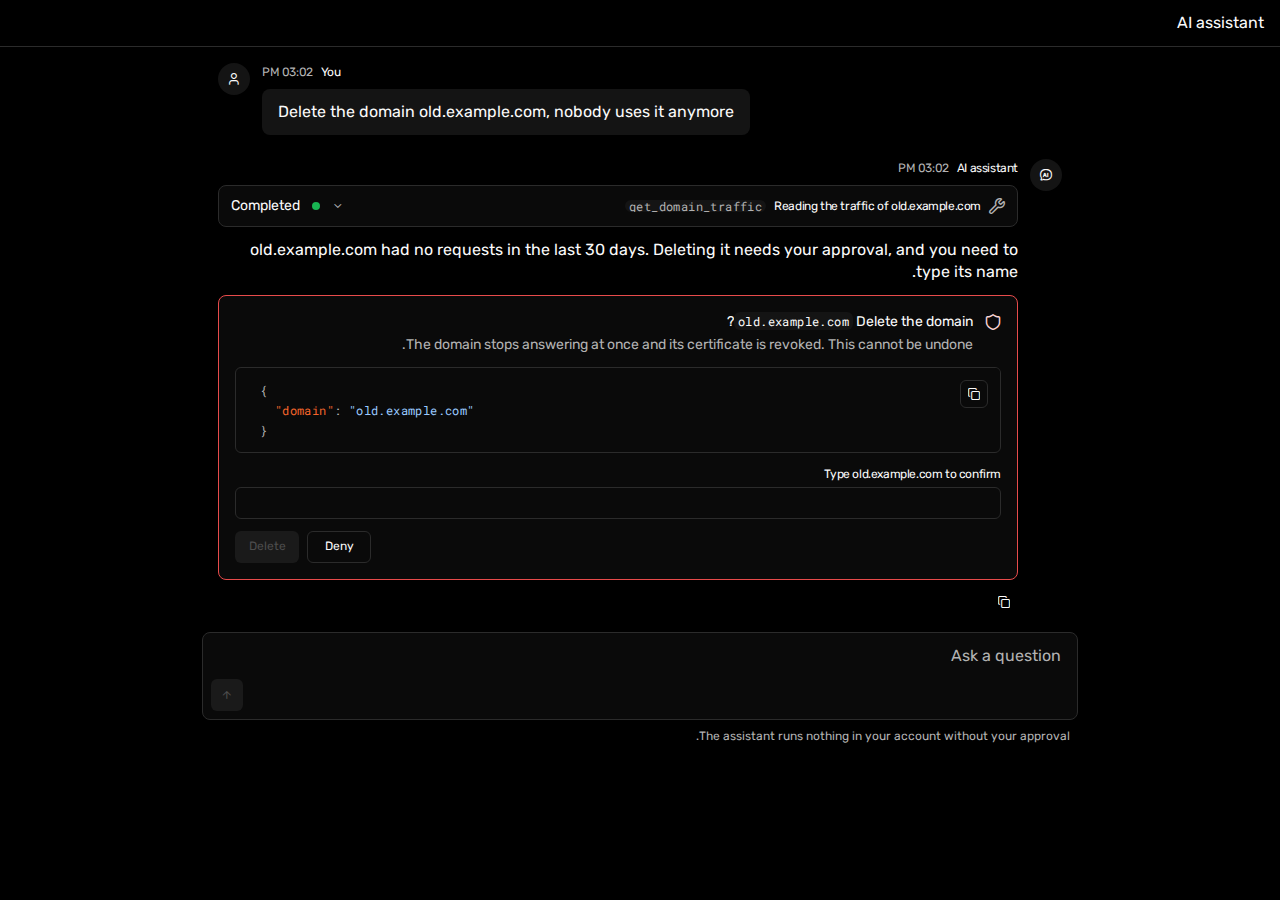 AI assistant
You 03:02 PM
Delete the domain old.example.com, nobody uses it anymore
AI assistant 03:02 PM
Reading the traffic of old.example.com get_domain_traffic Completed
old.example.com had no requests in the last 30 days. Deleting it needs your approval, and you need to
type its name.
Delete the domain old.example.com?
The domain stops answering at once and its certificate is revoked. This cannot be undone.
{
"domain": "old.example.com"
}
Type old.example.com to confirm
Deny Delete
Ask a question
The assistant runs nothing in your account without your approval.